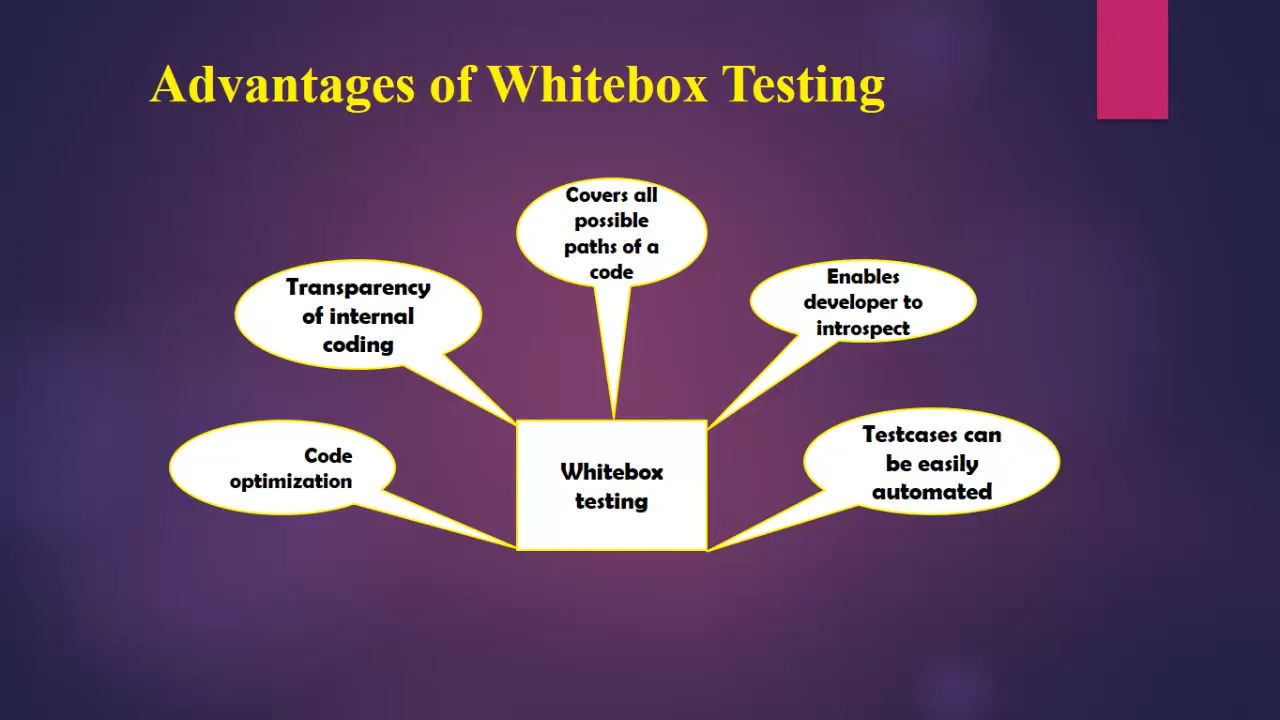 Advantages of Whitebox Testing
Covers all
possible
paths of a
code
Transparency
of internal
coding
Enables
developer to
introspect
Code
optimization
Whitebox
testing
Testcases can
be easily
automated